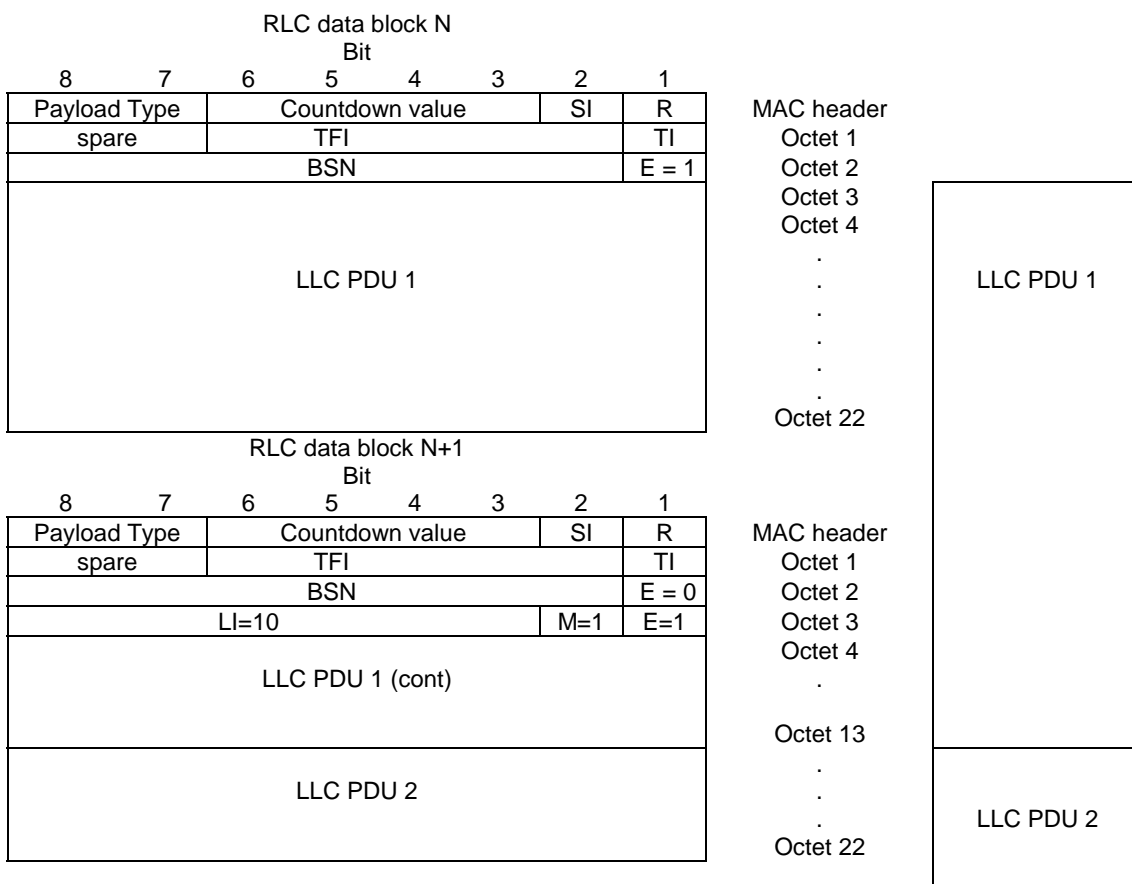 RLC data block N
Bit
8 7 6 5 4 3 2 1
Payload Type Countdown value SI R MAC header
spare TFI TI Octet 1
BSN E = 1 Octet 2
Octet 3
Octet 4
.
LLC PDU 1 . LLC PDU 1
.
.
.
.
Octet 22
RLC data block N+1
Bit
8 7 6 5 4 3 2 1
Payload Type Countdown value SI R MAC header
spare TFI TI Octet 1
BSN E = 0 Octet 2
LI=10 M=1 E=1 Octet 3
Octet 4
LLC PDU 1 (cont) .
Octet 13
.
LLC PDU 2 .
. LLC PDU 2
Octet 22